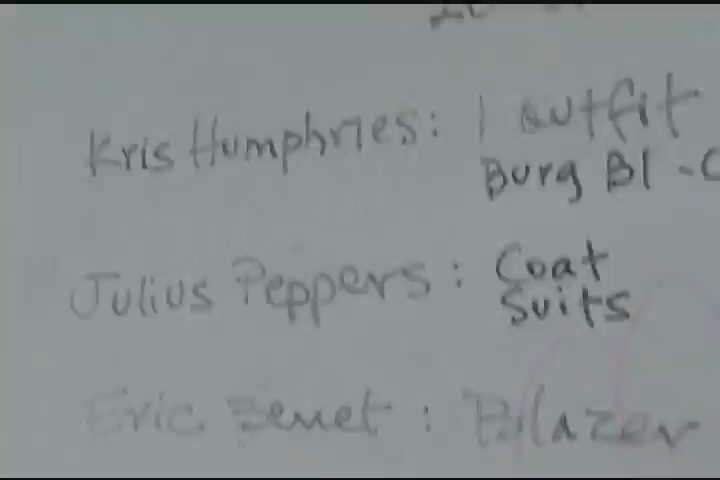 Kris Humphries: 1 outfit
Burg Bl - C
Julius Peppers: Coat
Suits
Eric Benet: Blazer